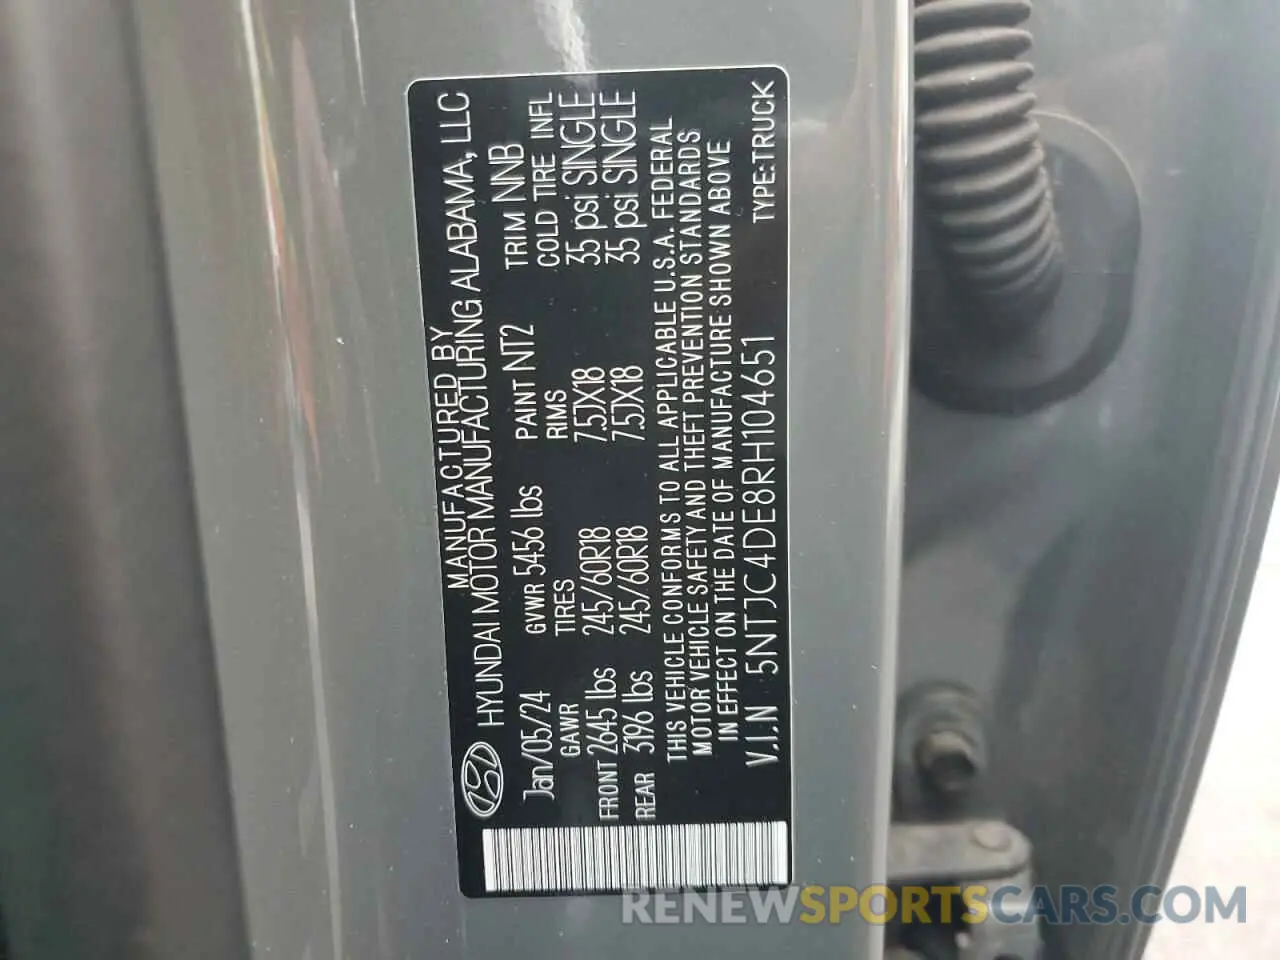 MANUFACTURED BY
HYUNDAI MOTOR MANUFACTURING ALABAMA, LLC
Jan/05/24 GVWR 5456 lbs PAINT NT2 TRIM NNB
GAWR TIRES RIMS COLD TIRE INFL
FRONT 2645 lbs 245/60R18 7.5JX18 35 psi SINGLE
REAR 3196 lbs 245/60R18 7.5JX18 35 psi SINGLE
THIS VEHICLE CONFORMS TO ALL APPLICABLE U.S.A. FEDERAL
MOTOR VEHICLE SAFETY AND THEFT PREVENTION STANDARDS
IN EFFECT ON THE DATE OF MANUFACTURE SHOWN ABOVE
V.I.N 5NTJC4DE8RH104651 TYPE:TRUCK
RENEWSPORTSCARS.COM